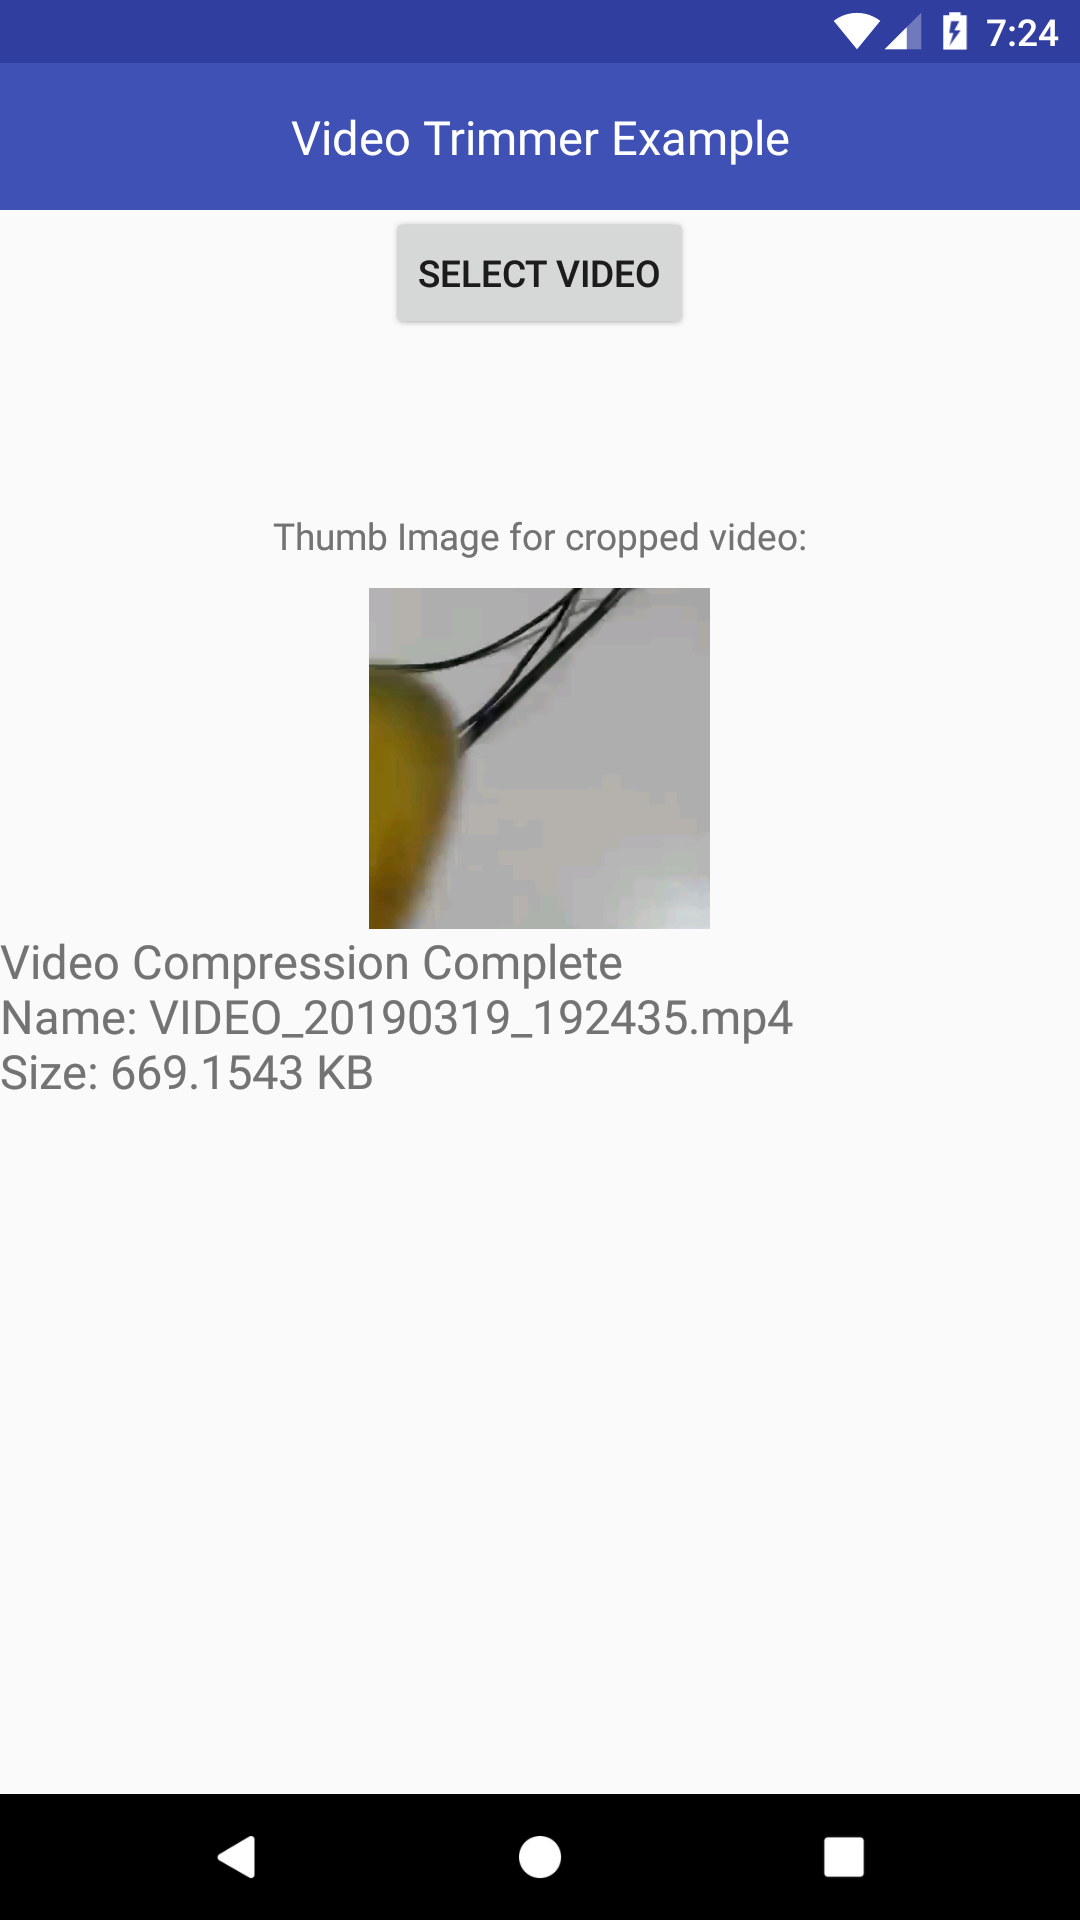 7:24
Video Trimmer Example
SELECT VIDEO
Thumb Image for cropped video:
Video Compression Complete
Name: VIDEO_20190319_192435.mp4
Size: 669.1543 KB